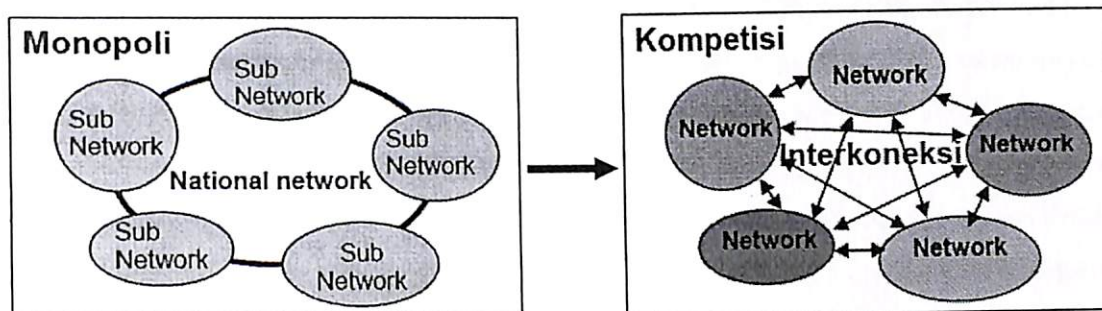 Monopoli
Sub
Network
Sub
Network
Sub
Network
National network
Sub
Network
Sub
Network
Kompetisi
Network
Network
Network
Interkoneksi
Network
Network